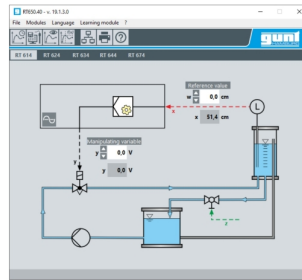 RT650.40 - v. 19.1.3.0
File Modules Language Learning module ?
gunt
RT 614 RT 624 RT 634 RT 644 RT 674
Reference value
w 0,0 cm
x
x 51,4 cm
L
Manipulating variable
y 0,0 V
y
y 0,0 V
z